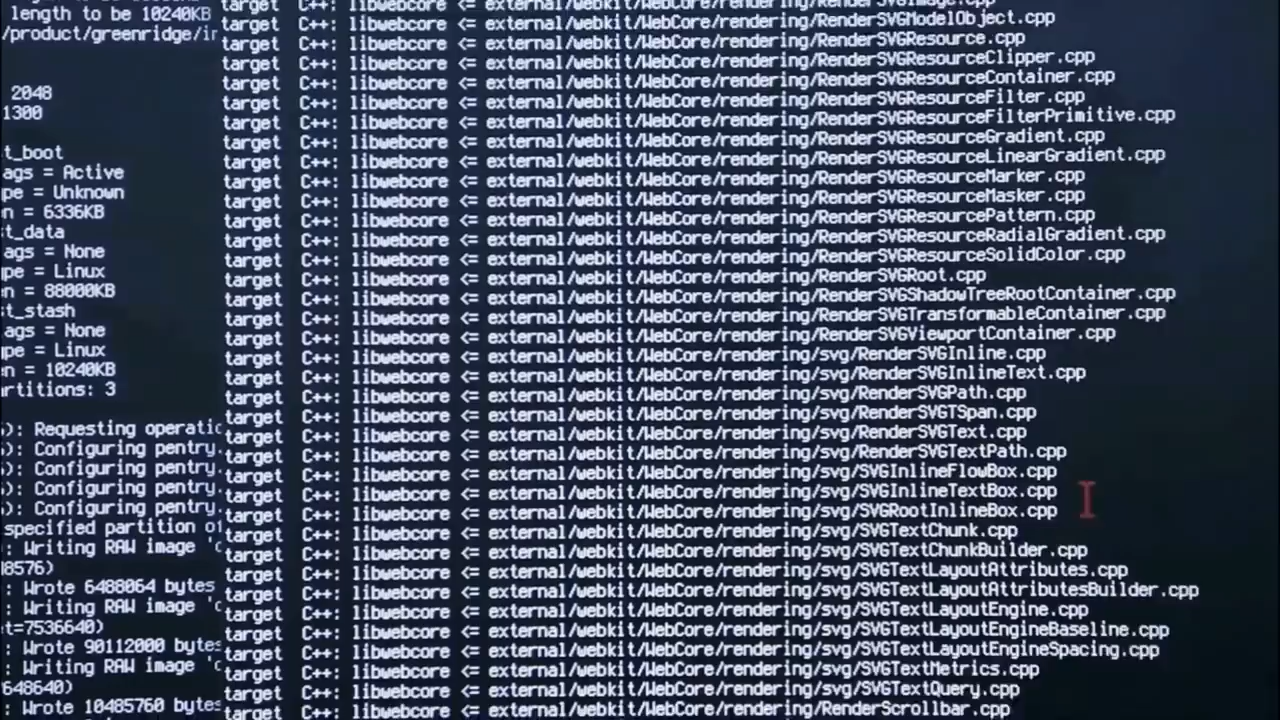 length to be 10240KB
/product/greenridge/ir
2048
1300
t_boot
ags = Active
pe = Unknown
n = 6336KB
t_data
ags = None
pe = Linux
n = 88000KB
t_stash
ags = None
pe = Linux
n = 10240KB
artitions: 3
): Requesting operatio
): Configuring pentry.
): Configuring pentry.
): Configuring pentry.
): Configuring pentry.
specified partition of
: Writing RAW image '
8576)
: Wrote 6488064 bytes
: Writing RAW image '
t=7536640)
: Wrote 90112000 bytes
: Writing RAW image '
648640)
: Wrote 10485760 bytes
target C++: libwebcore <= external/webkit/WebCore/rendering/RenderSVGImage.cpp
target C++: libwebcore <= external/webkit/WebCore/rendering/RenderSVGModelObject.cpp
target C++: libwebcore <= external/webkit/WebCore/rendering/RenderSVGResource.cpp
target C++: libwebcore <= external/webkit/WebCore/rendering/RenderSVGResourceClipper.cpp
target C++: libwebcore <= external/webkit/WebCore/rendering/RenderSVGResourceContainer.cpp
target C++: libwebcore <= external/webkit/WebCore/rendering/RenderSVGResourceFilter.cpp
target C++: libwebcore <= external/webkit/WebCore/rendering/RenderSVGResourceFilterPrimitive.cpp
target C++: libwebcore <= external/webkit/WebCore/rendering/RenderSVGResourceGradient.cpp
target C++: libwebcore <= external/webkit/WebCore/rendering/RenderSVGResourceLinearGradient.cpp
target C++: libwebcore <= external/webkit/WebCore/rendering/RenderSVGResourceMarker.cpp
target C++: libwebcore <= external/webkit/WebCore/rendering/RenderSVGResourceMasker.cpp
target C++: libwebcore <= external/webkit/WebCore/rendering/RenderSVGResourcePattern.cpp
target C++: libwebcore <= external/webkit/WebCore/rendering/RenderSVGResourceRadialGradient.cpp
target C++: libwebcore <= external/webkit/WebCore/rendering/RenderSVGResourceSolidColor.cpp
target C++: libwebcore <= external/webkit/WebCore/rendering/RenderSVGRoot.cpp
target C++: libwebcore <= external/webkit/WebCore/rendering/RenderSVGShadowTreeRootContainer.cpp
target C++: libwebcore <= external/webkit/WebCore/rendering/RenderSVGTransformableContainer.cpp
target C++: libwebcore <= external/webkit/WebCore/rendering/RenderSVGViewportContainer.cpp
target C++: libwebcore <= external/webkit/WebCore/rendering/svg/RenderSVGInline.cpp
target C++: libwebcore <= external/webkit/WebCore/rendering/svg/RenderSVGInlineText.cpp
target C++: libwebcore <= external/webkit/WebCore/rendering/svg/RenderSVGPath.cpp
target C++: libwebcore <= external/webkit/WebCore/rendering/svg/RenderSVGTSpan.cpp
target C++: libwebcore <= external/webkit/WebCore/rendering/svg/RenderSVGText.cpp
target C++: libwebcore <= external/webkit/WebCore/rendering/svg/RenderSVGTextPath.cpp
target C++: libwebcore <= external/webkit/WebCore/rendering/svg/SVGInlineFlowBox.cpp
target C++: libwebcore <= external/webkit/WebCore/rendering/svg/SVGInlineTextBox.cpp
target C++: libwebcore <= external/webkit/WebCore/rendering/svg/SVGRootInlineBox.cpp
target C++: libwebcore <= external/webkit/WebCore/rendering/svg/SVGTextChunk.cpp
target C++: libwebcore <= external/webkit/WebCore/rendering/svg/SVGTextChunkBuilder.cpp
target C++: libwebcore <= external/webkit/WebCore/rendering/svg/SVGTextLayoutAttributes.cpp
target C++: libwebcore <= external/webkit/WebCore/rendering/svg/SVGTextLayoutAttributesBuilder.cpp
target C++: libwebcore <= external/webkit/WebCore/rendering/svg/SVGTextLayoutEngine.cpp
target C++: libwebcore <= external/webkit/WebCore/rendering/svg/SVGTextLayoutEngineBaseline.cpp
target C++: libwebcore <= external/webkit/WebCore/rendering/svg/SVGTextLayoutEngineSpacing.cpp
target C++: libwebcore <= external/webkit/WebCore/rendering/svg/SVGTextMetrics.cpp
target C++: libwebcore <= external/webkit/WebCore/rendering/svg/SVGTextQuery.cpp
target C++: libwebcore <= external/webkit/WebCore/rendering/RenderScrollbar.cpp